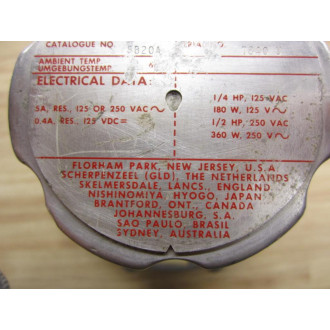 CATALOGUE NO.
AMBIENT TEMP
UMGEBUNGSTEMP
ELECTRICAL DATA:
5A, RES., 125 OR 250 VAC ~
0.4A, RES., 125 VDC =
1/4 HP, 125 VAC
180 W, 125 V ~
1/2 HP, 250 VAC
360 W, 250 V ~
FLORHAM PARK, NEW JERSEY, U.S.A.
SCHERPENZEEL (GLD), THE NETHERLANDS
SKELMERSDALE, LANCS., ENGLAND
NISHINOMIYA, HYOGO, JAPAN
BRANTFORD, ONT., CANADA
JOHANNESBURG, S.A.
SAO PAULO, BRASIL
SYDNEY, AUSTRALIA